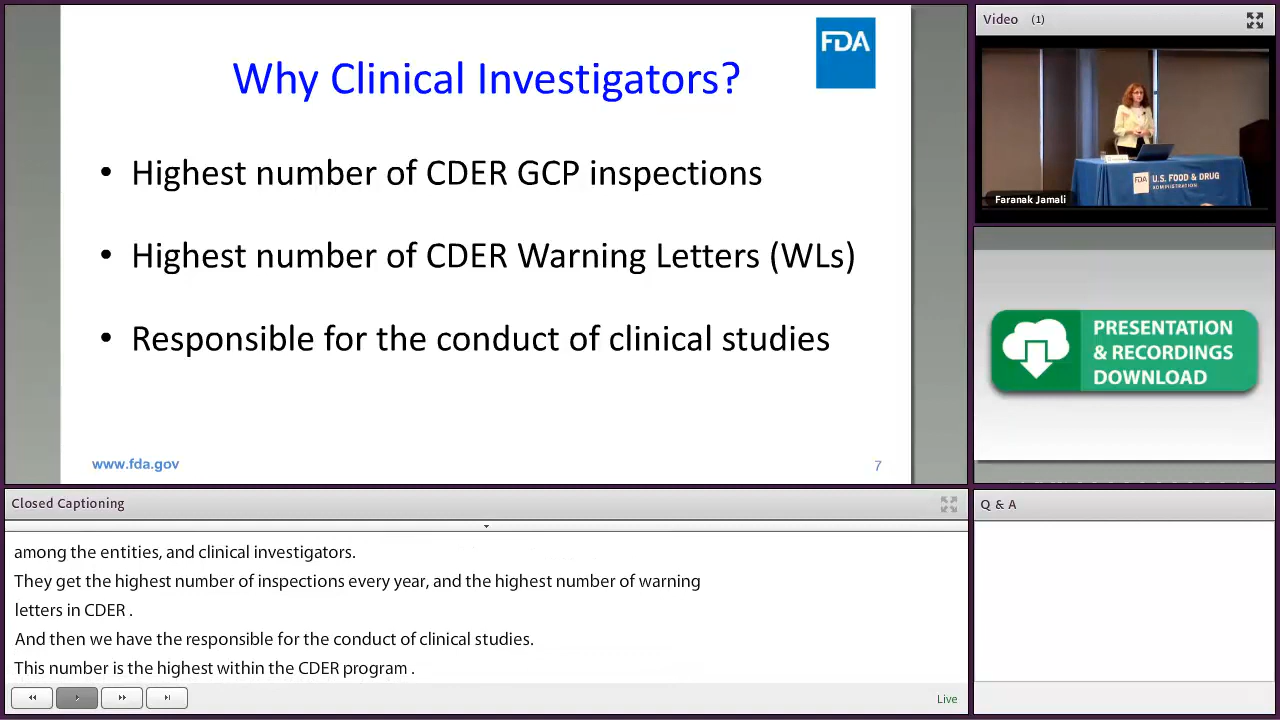 FDA
Why Clinical Investigators?
• Highest number of CDER GCP inspections
• Highest number of CDER Warning Letters (WLs)
• Responsible for the conduct of clinical studies
www.fda.gov
7
Video (1)
FDA
U.S. FOOD & DRUG
ADMINISTRATION
Faranak Jamali
PRESENTATION
& RECORDINGS
DOWNLOAD
Closed Captioning
among the entities, and clinical investigators.
They get the highest number of inspections every year, and the highest number of warning
letters in CDER .
And then we have the responsible for the conduct of clinical studies.
This number is the highest within the CDER program .
Live
Q & A